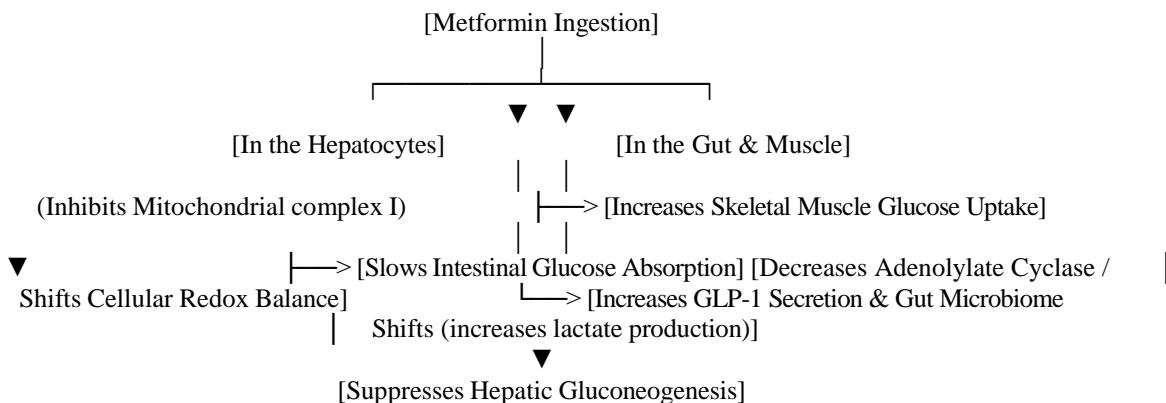 [Metformin Ingestion]
[In the Hepatocytes] [In the Gut & Muscle]
(Inhibits Mitochondrial complex I) [Increases Skeletal Muscle Glucose Uptake]
[Slows Intestinal Glucose Absorption] [Decreases Adenolylate Cyclase /
Shifts Cellular Redox Balance] [Increases GLP-1 Secretion & Gut Microbiome
Shifts (increases lactate production)]
[Suppresses Hepatic Gluconeogenesis]